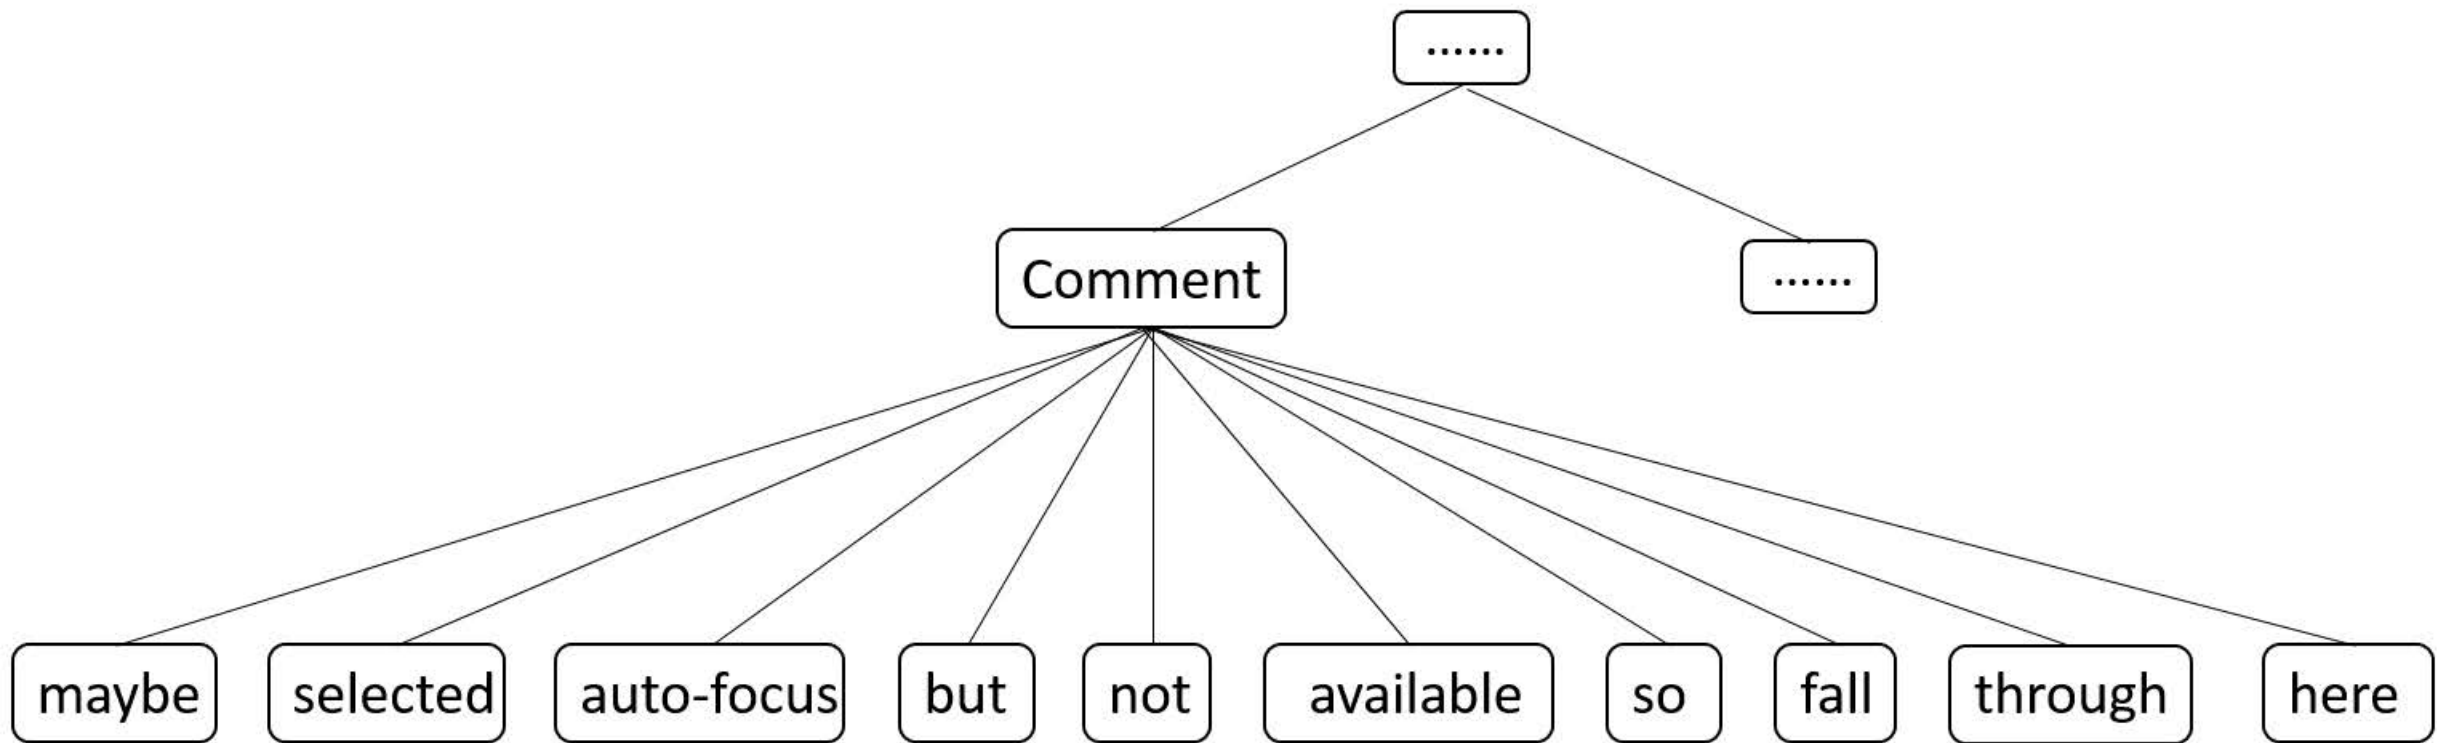 ......
Comment
......
maybe selected auto-focus but not available so fall through here